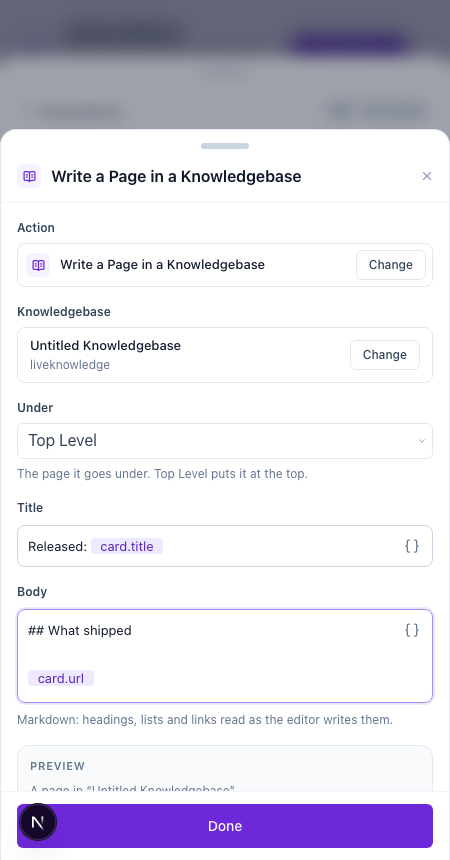 Write a Page in a Knowledgebase
×
Action
Write a Page in a Knowledgebase
Change
Knowledgebase
Untitled Knowledgebase
liveknowledge
Change
Under
Top Level
The page it goes under. Top Level puts it at the top.
Title
Released: card.title
{ }
Body
## What shipped
{ }
card.url
Markdown: headings, lists and links read as the editor writes them.
PREVIEW
A page in “Untitled Knowledgebase”
N
Done